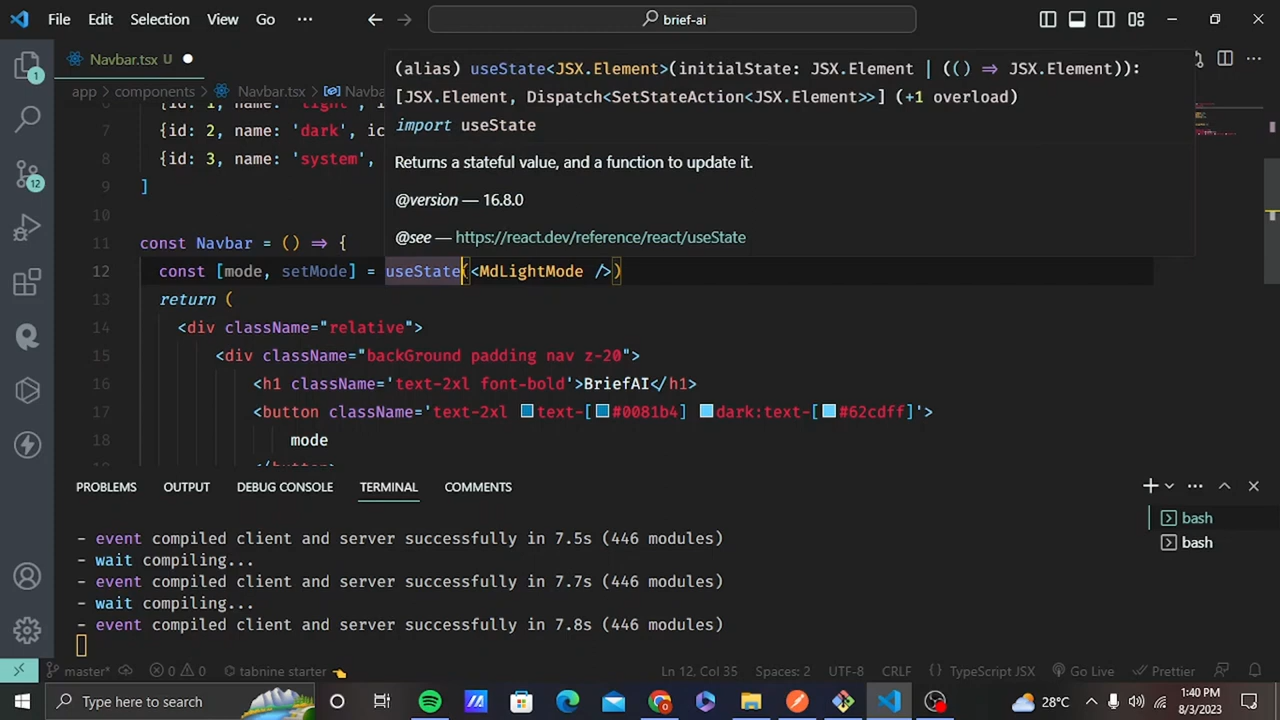 File Edit Selection View Go ··· brief-ai
Navbar.tsx U
app > components > Navbar.tsx > Navba
(alias) useState<JSX.Element>(initialState: JSX.Element | (() => JSX.Element)):
[JSX.Element, Dispatch<SetStateAction<JSX.Element>>] (+1 overload)
import useState
Returns a stateful value, and a function to update it.
@version — 16.8.0
@see — https://react.dev/reference/react/useState
{id: 1, name: 'light', i
7 {id: 2, name: 'dark', ic
8 {id: 3, name: 'system',
9 ]
10
11 const Navbar = () => {
12 const [mode, setMode] = useState(<MdLightMode />)
13 return (
14 <div className="relative">
15 <div className="backGround padding nav z-20">
16 <h1 className='text-2xl font-bold'>BriefAI</h1>
17 <button className='text-2xl text-[#0081b4] dark:text-[#62cdff]'>
18 mode
</button>
PROBLEMS OUTPUT DEBUG CONSOLE TERMINAL COMMENTS
- event compiled client and server successfully in 7.5s (446 modules)
- wait compiling...
- event compiled client and server successfully in 7.7s (446 modules)
- wait compiling...
- event compiled client and server successfully in 7.8s (446 modules)
bash
bash
1
12
master* 0 0 tabnine starter Ln 12, Col 35 Spaces: 2 UTF-8 CRLF {} TypeScript JSX Go Live Prettier
Type here to search 28°C 1:40 PM
8/3/2023